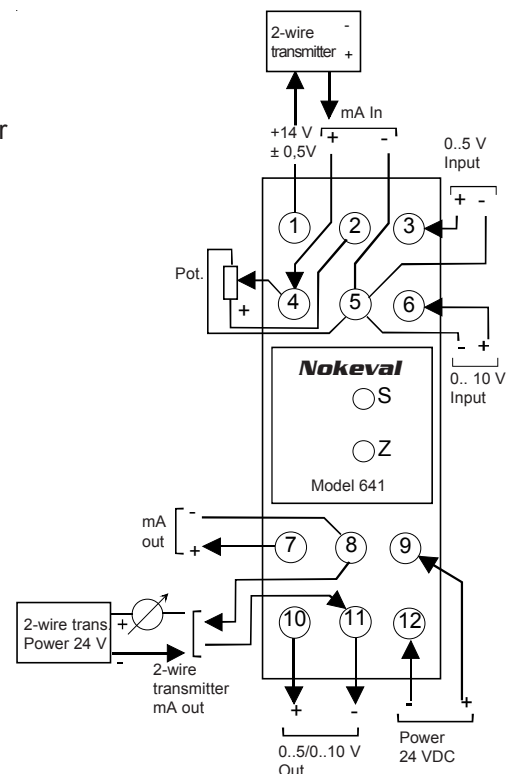 2-wire -
transmitter +
r
+14 V
± 0,5V
mA In
+ -
0..5 V
Input
+ -
1 2 3
Pot.
+
4 5 6
- +
0.. 10 V
Input
Nokeval
S
Z
Model 641
mA
out
-
+
7 8 9
2-wire trans.
Power 24 V
+
-
2-wire
transmitter
mA out
10 11 12
+ -
0..5/0..10 V
Out
- +
Power
24 VDC